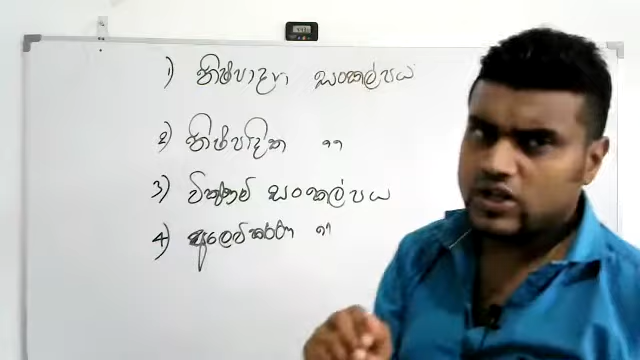 1) නිෂ්පාදන සංකල්පය
2) නිෂ්පාදිත "
3) වික්‍කුම් සංකල්පය
4) අලෙවිකරණ "